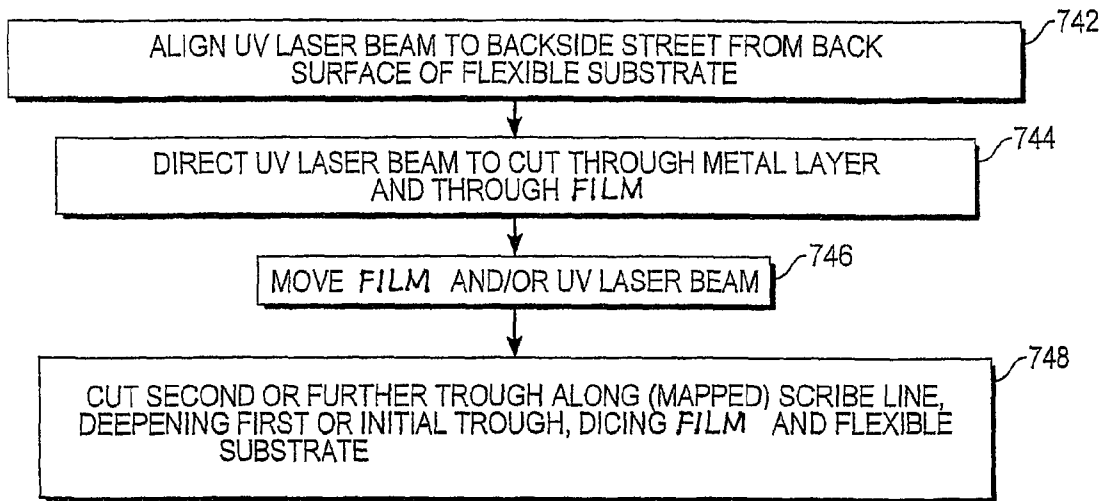 742
ALIGN UV LASER BEAM TO BACKSIDE STREET FROM BACK
SURFACE OF FLEXIBLE SUBSTRATE
744
DIRECT UV LASER BEAM TO CUT THROUGH METAL LAYER
AND THROUGH FILM
746
MOVE FILM AND/OR UV LASER BEAM
748
CUT SECOND OR FURTHER TROUGH ALONG (MAPPED) SCRIBE LINE,
DEEPENING FIRST OR INITIAL TROUGH, DICING FILM AND FLEXIBLE
SUBSTRATE